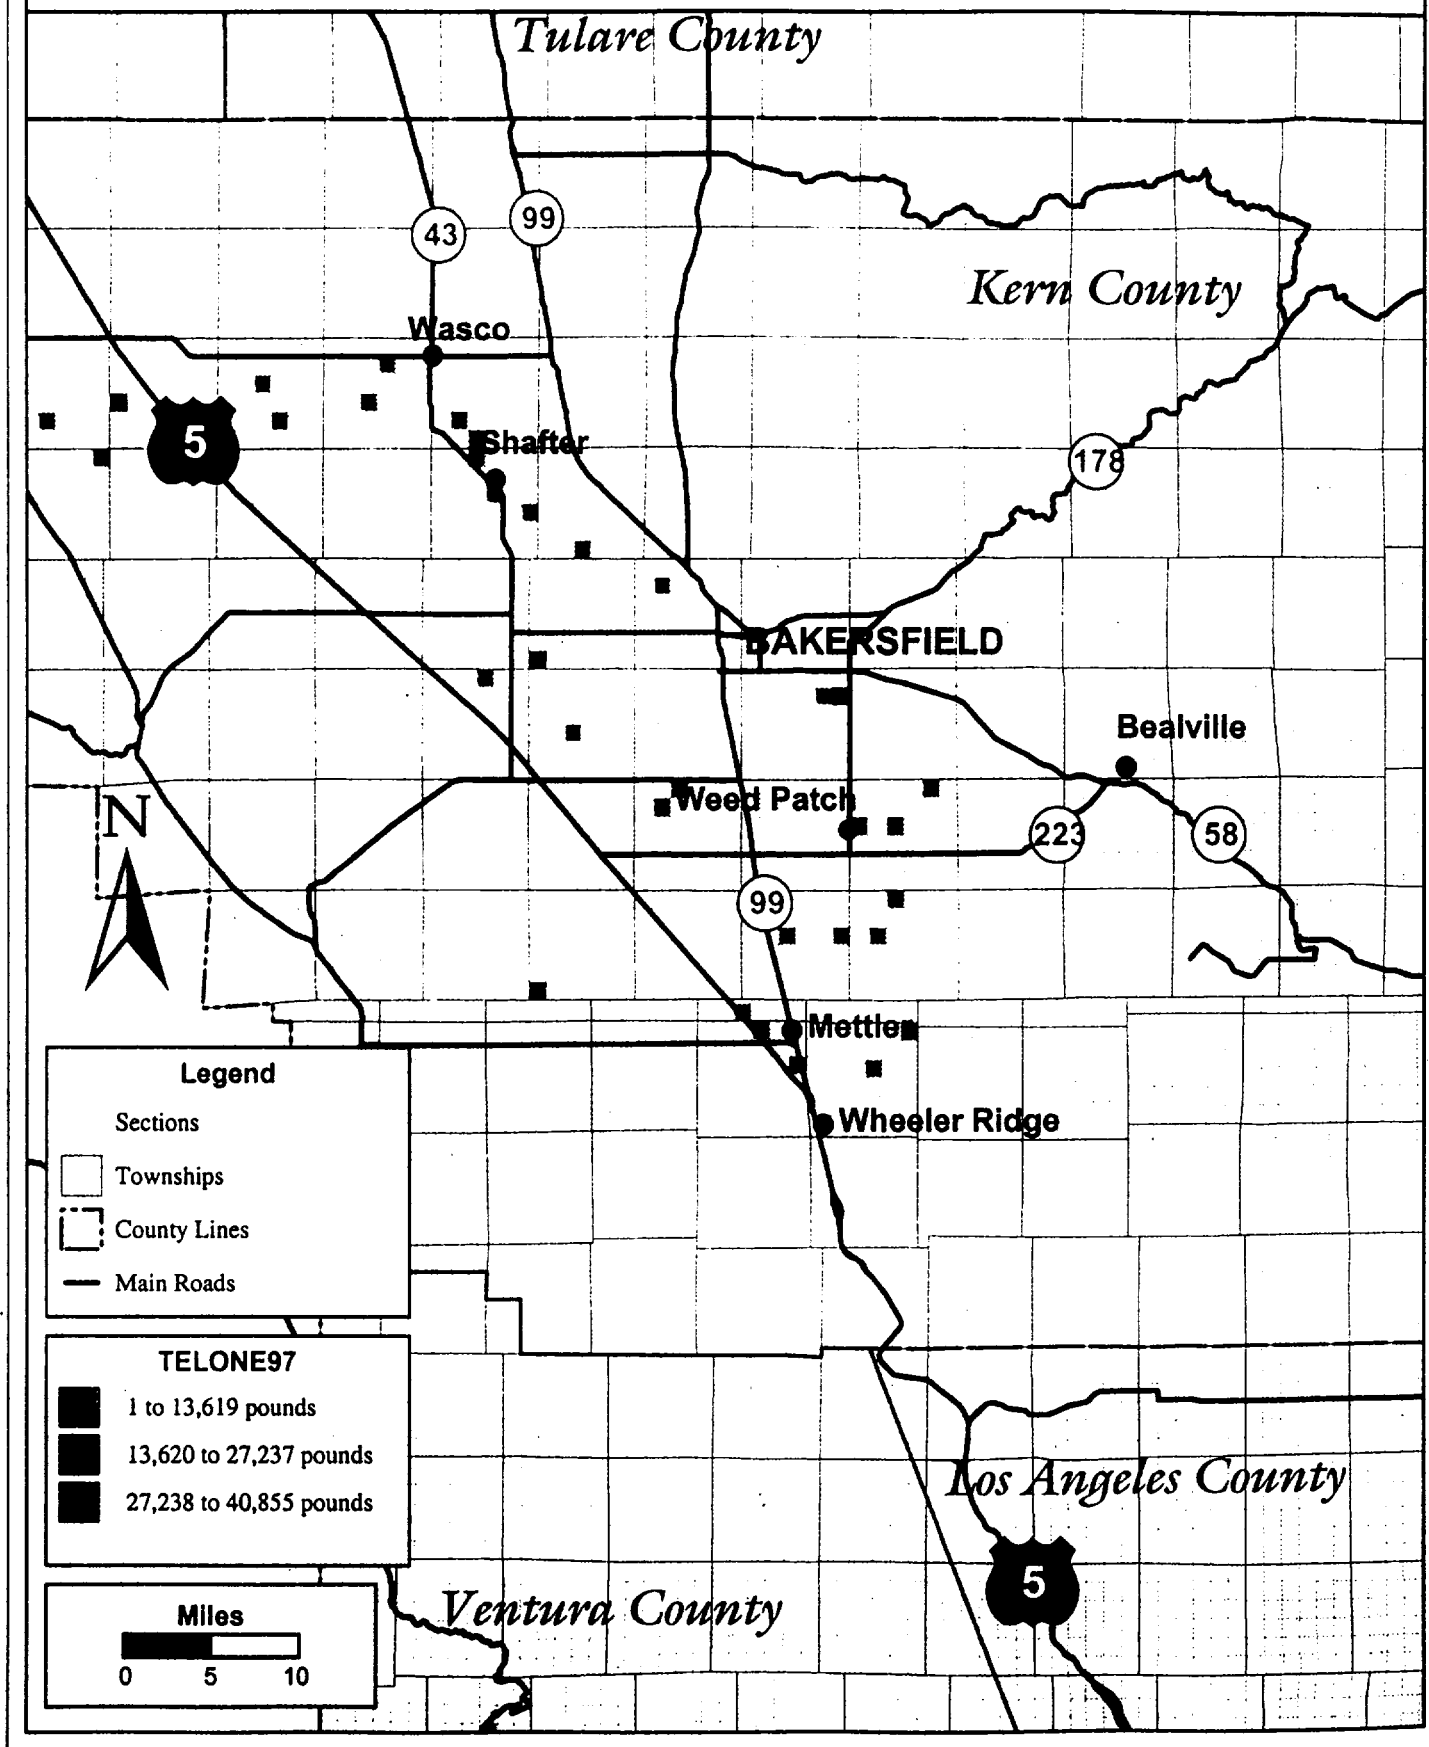 Tulare County
43
99
Kern County
Wasco
5
Shafter
178
BAKERSFIELD
Bealville
N
Weed Patch
223
58
99
Mettler
Wheeler Ridge
Legend
Sections
Townships
County Lines
Main Roads
TELONE97
1 to 13,619 pounds
13,620 to 27,237 pounds
27,238 to 40,855 pounds
Los Angeles County
5
Ventura County
Miles
0 5 10